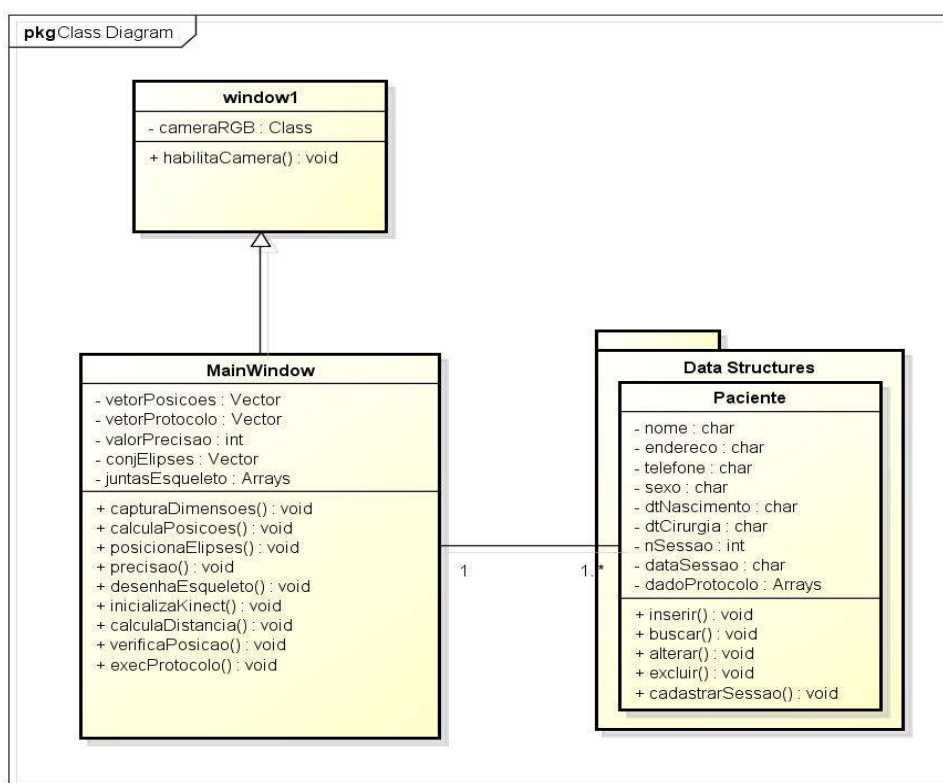 pkg Class Diagram
window1
- cameraRGB : Class
+ habilitaCamera() : void
MainWindow
- vetorPosicoes : Vector
- vetorProtocolo : Vector
- valorPrecisao : int
- conjElipses : Vector
- juntasEsqueleto : Arrays
+ capturaDimensoes() : void
+ calculaPosicoes() : void
+ posicionaElipses() : void
+ precisao() : void
+ desenhaEsqueleto() : void
+ inicializaKinect() : void
+ calculaDistancia() : void
+ verificaPosicao() : void
+ execProtocolo() : void
1
1..*
Data Structures
Paciente
- nome : char
- endereco : char
- telefone : char
- sexo : char
- dtNascimento : char
- dtCirurgia : char
- nSessao : int
- dataSessao : char
- dadoProtocolo : Arrays
+ inserir() : void
+ buscar() : void
+ alterar() : void
+ excluir() : void
+ cadastrarSessao() : void